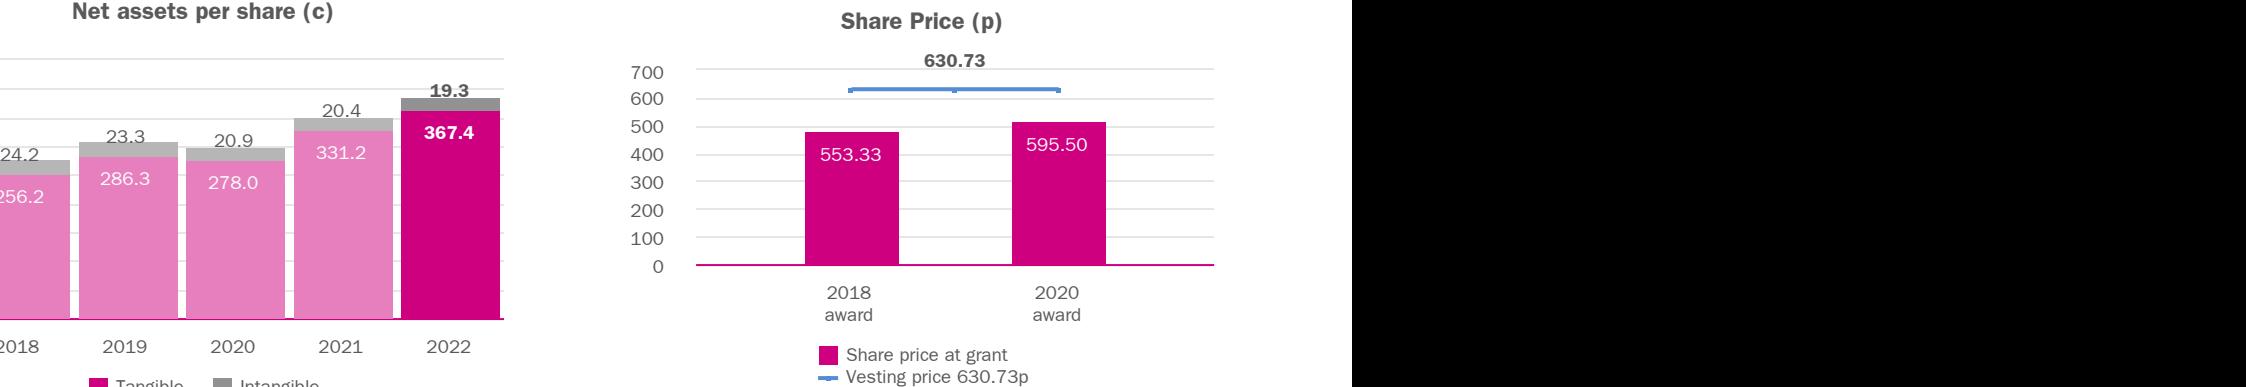 Net assets per share (c)
19.3
20.4
23.3
20.9
24.2
367.4
331.2
286.3
278.0
256.2
2018 2019 2020 2021 2022
Tangible Intangible
Share Price (p)
630.73
700
600
500
400
300
200
100
0
553.33
595.50
2018
award
2020
award
Share price at grant
Vesting price 630.73p